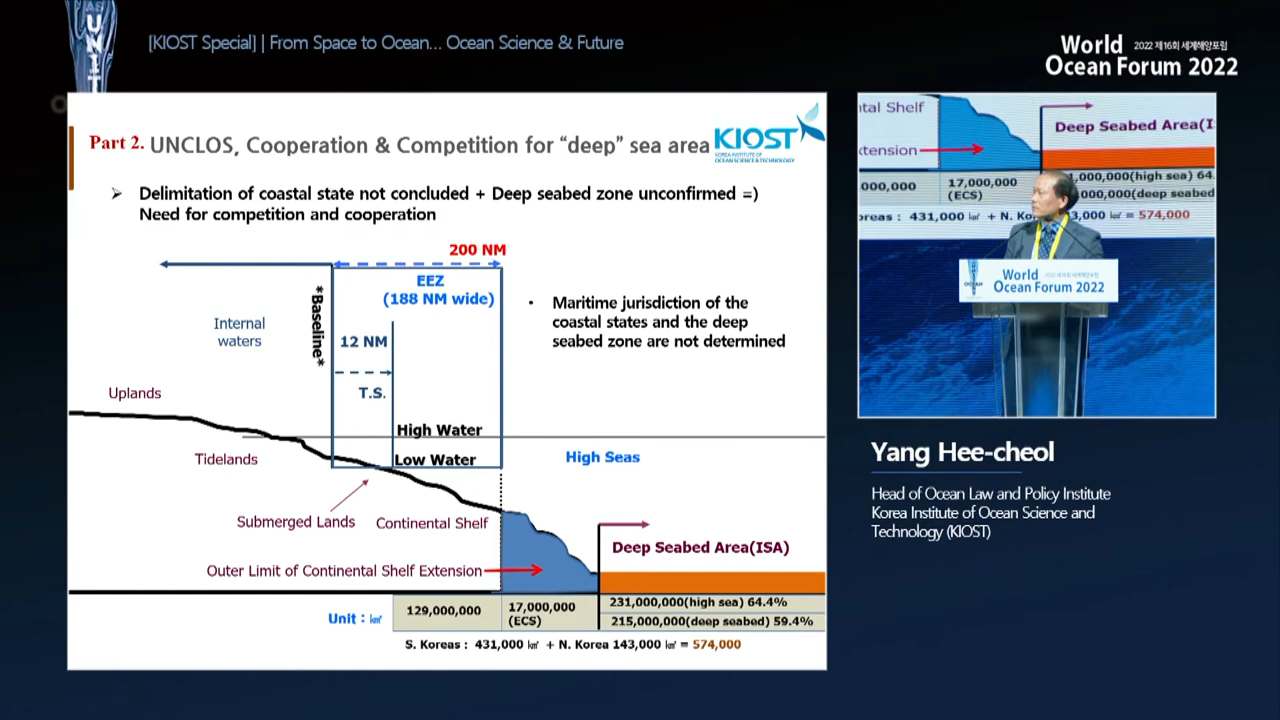 AS
UNIT
[KIOST Special] | From Space to Ocean... Ocean Science & Future
World 2022 제16회 세계해양포럼
Ocean Forum 2022
Part 2. UNCLOS, Cooperation & Competition for “deep” sea area
KIOST
KOREA INSTITUTE OF
OCEAN SCIENCE & TECHNOLOGY
➢ Delimitation of coastal state not concluded + Deep seabed zone unconfirmed =)
Need for competition and cooperation
200 NM
EEZ
(188 NM wide)
*Baseline*
Internal
waters
12 NM
T.S.
• Maritime jurisdiction of the
coastal states and the deep
seabed zone are not determined
Uplands
High Water
Tidelands
Low Water
High Seas
Submerged Lands
Continental Shelf
Deep Seabed Area(ISA)
Outer Limit of Continental Shelf Extension
Unit : ㎢
129,000,000
17,000,000
(ECS)
231,000,000(high sea) 64.4%
215,000,000(deep seabed) 59.4%
S. Koreas : 431,000 ㎢ + N. Korea 143,000 ㎢ = 574,000
tal Shelf
Deep Seabed Area(I
xtension
000,000
17,000,000
(ECS)
1,000,000(high sea) 64.
000,000(deep seabed
oreas : 431,000 ㎢ + N. Ko 3,000 ㎢ = 574,000
World 2022 제16회 세계해양포럼
Ocean Forum 2022
Yang Hee-cheol
Head of Ocean Law and Policy Institute
Korea Institute of Ocean Science and
Technology (KIOST)